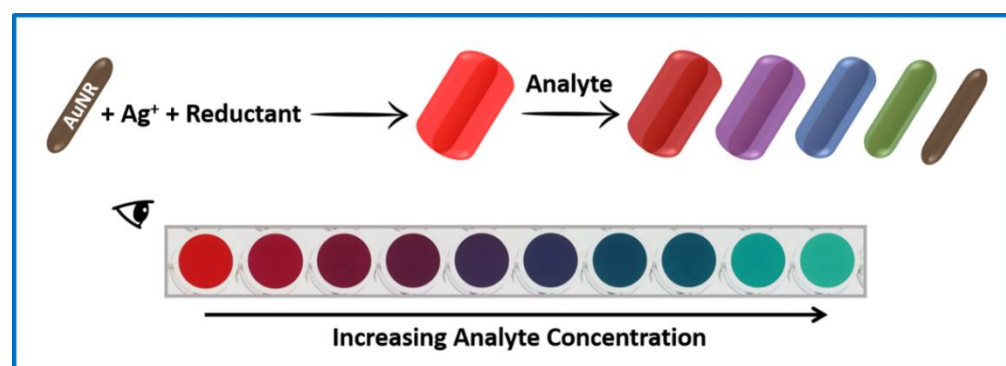 AuNR + Ag⁺ + Reductant
Analyte
Increasing Analyte Concentration